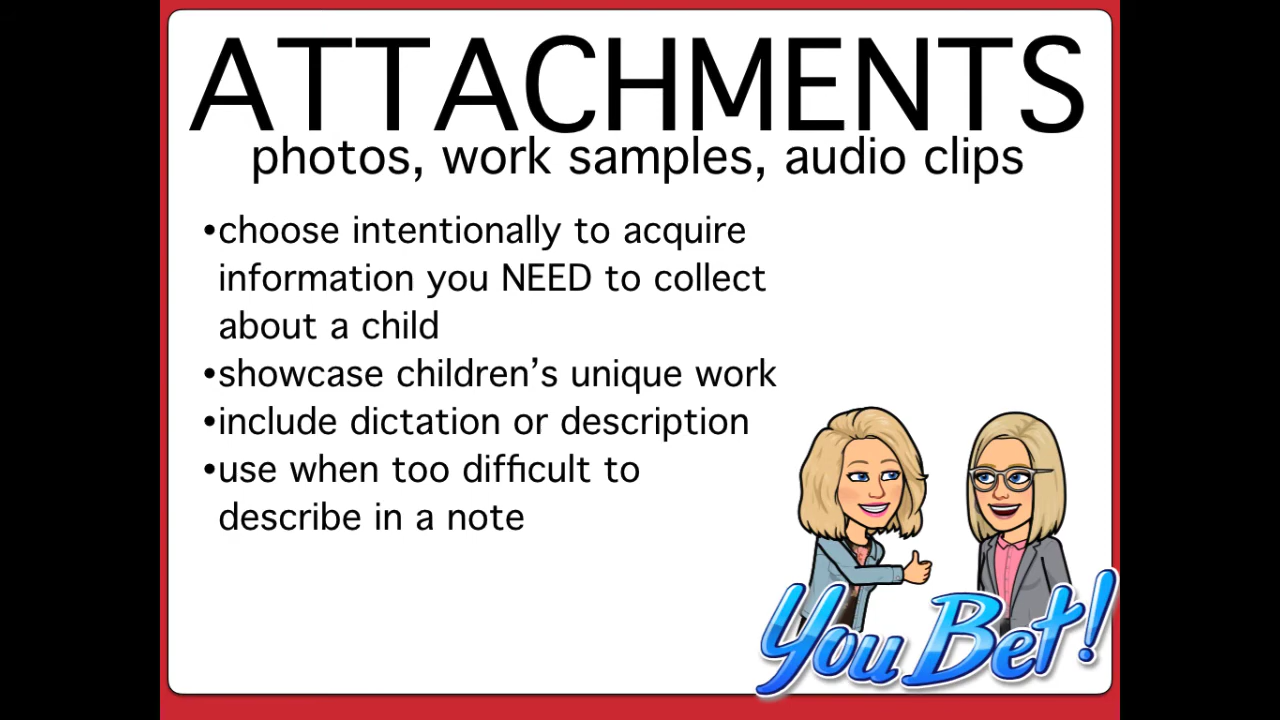 ATTACHMENTS
photos, work samples, audio clips
•choose intentionally to acquire
information you NEED to collect
about a child
•showcase children’s unique work
•include dictation or description
•use when too difficult to
describe in a note
You Bet!